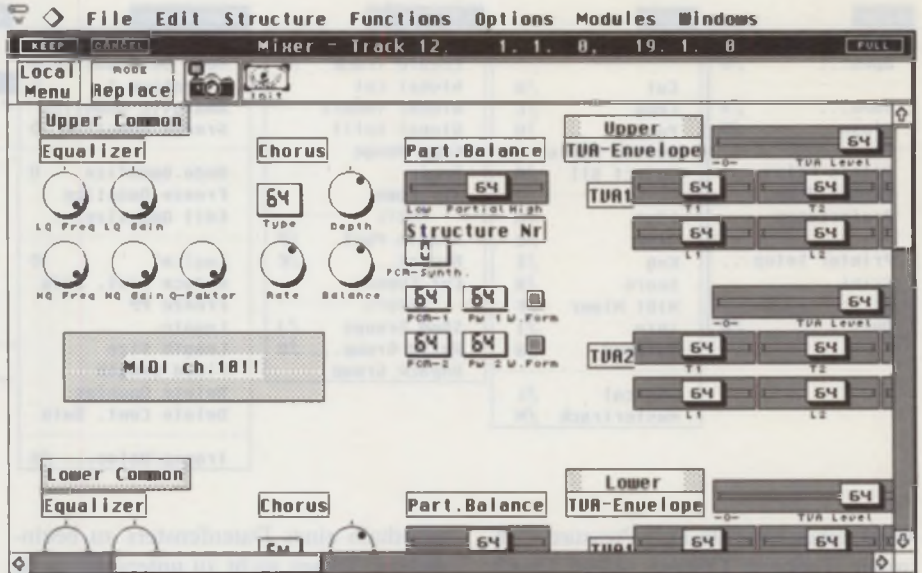 File Edit Structure Functions Options Modules Windows
KEEP CANCEL Mixer - Track 12. 1. 1. 0, 19. 1. 0 FULL
Local Menu
MODE Replace
Init
Upper Common
Equalizer Chorus Part.Balance
Upper
TVA-Envelope
64
-0- TVA Level
64
Type Depth
64
Low Partial High
TVA1 64 64
T1 T2
LQ Freq LQ Gain
Structure Nr
64 64
L1 L2
PCM-Synth.
HQ Freq HQ Gain Q-Faktor Rate Balance
64 64
PCM-1 Pw 1 W.Form
64
-0- TVA Level
64 64
PCM-2 Pw 2 W.Form
TVA2 64 64
T1 T2
MIDI ch.10!!
64 64
L1 L2
Lower Common
Equalizer Chorus Part.Balance
Lower
TVA-Envelope
64
-0- TVA Level
64
64
TVA1 64 64